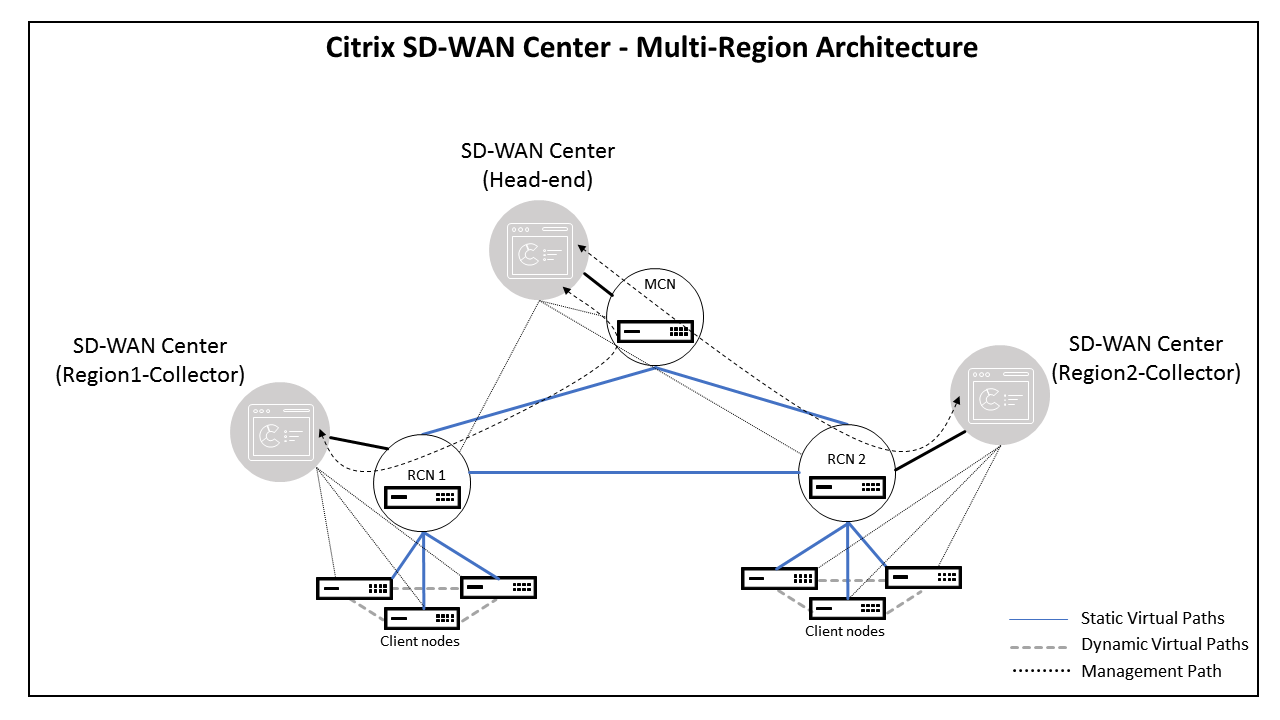 Citrix SD-WAN Center - Multi-Region Architecture
SD-WAN Center
(Head-end)
MCN
SD-WAN Center
(Region1-Collector)
SD-WAN Center
(Region2-Collector)
RCN 1
RCN 2
Client nodes
Client nodes
Static Virtual Paths
Dynamic Virtual Paths
Management Path